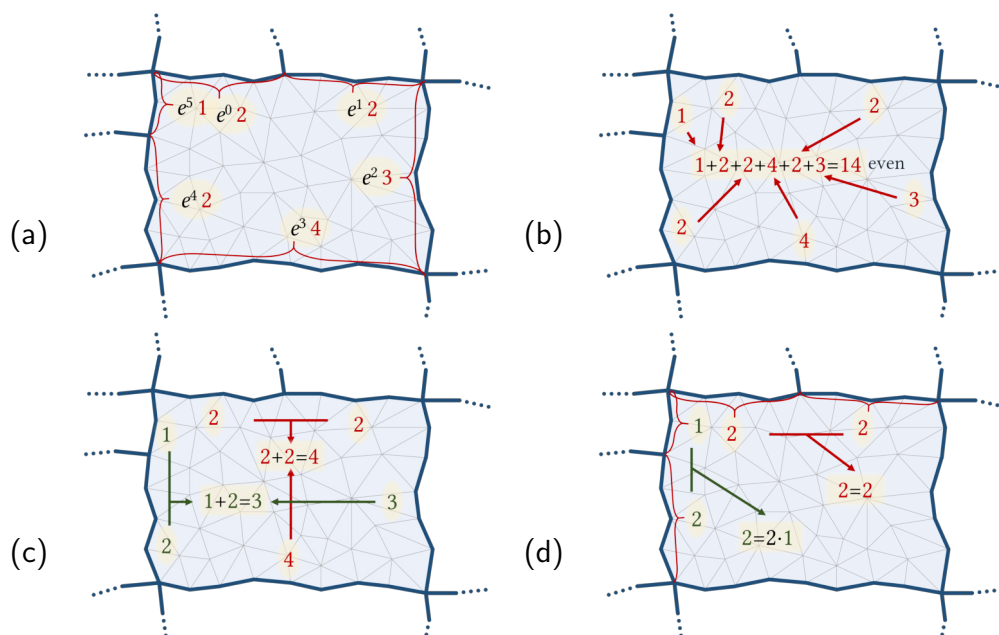 e⁵ 1 e⁰ 2 e¹ 2
e² 3
e⁴ 2
e³ 4
(a)
1 2 2
1+2+2+4+2+3=14 even
3
2 4
(b)
1 2 2
2+2=4
1+2=3 3
2 4
(c)
1 2 2
2=2
2 2=2·1
(d)